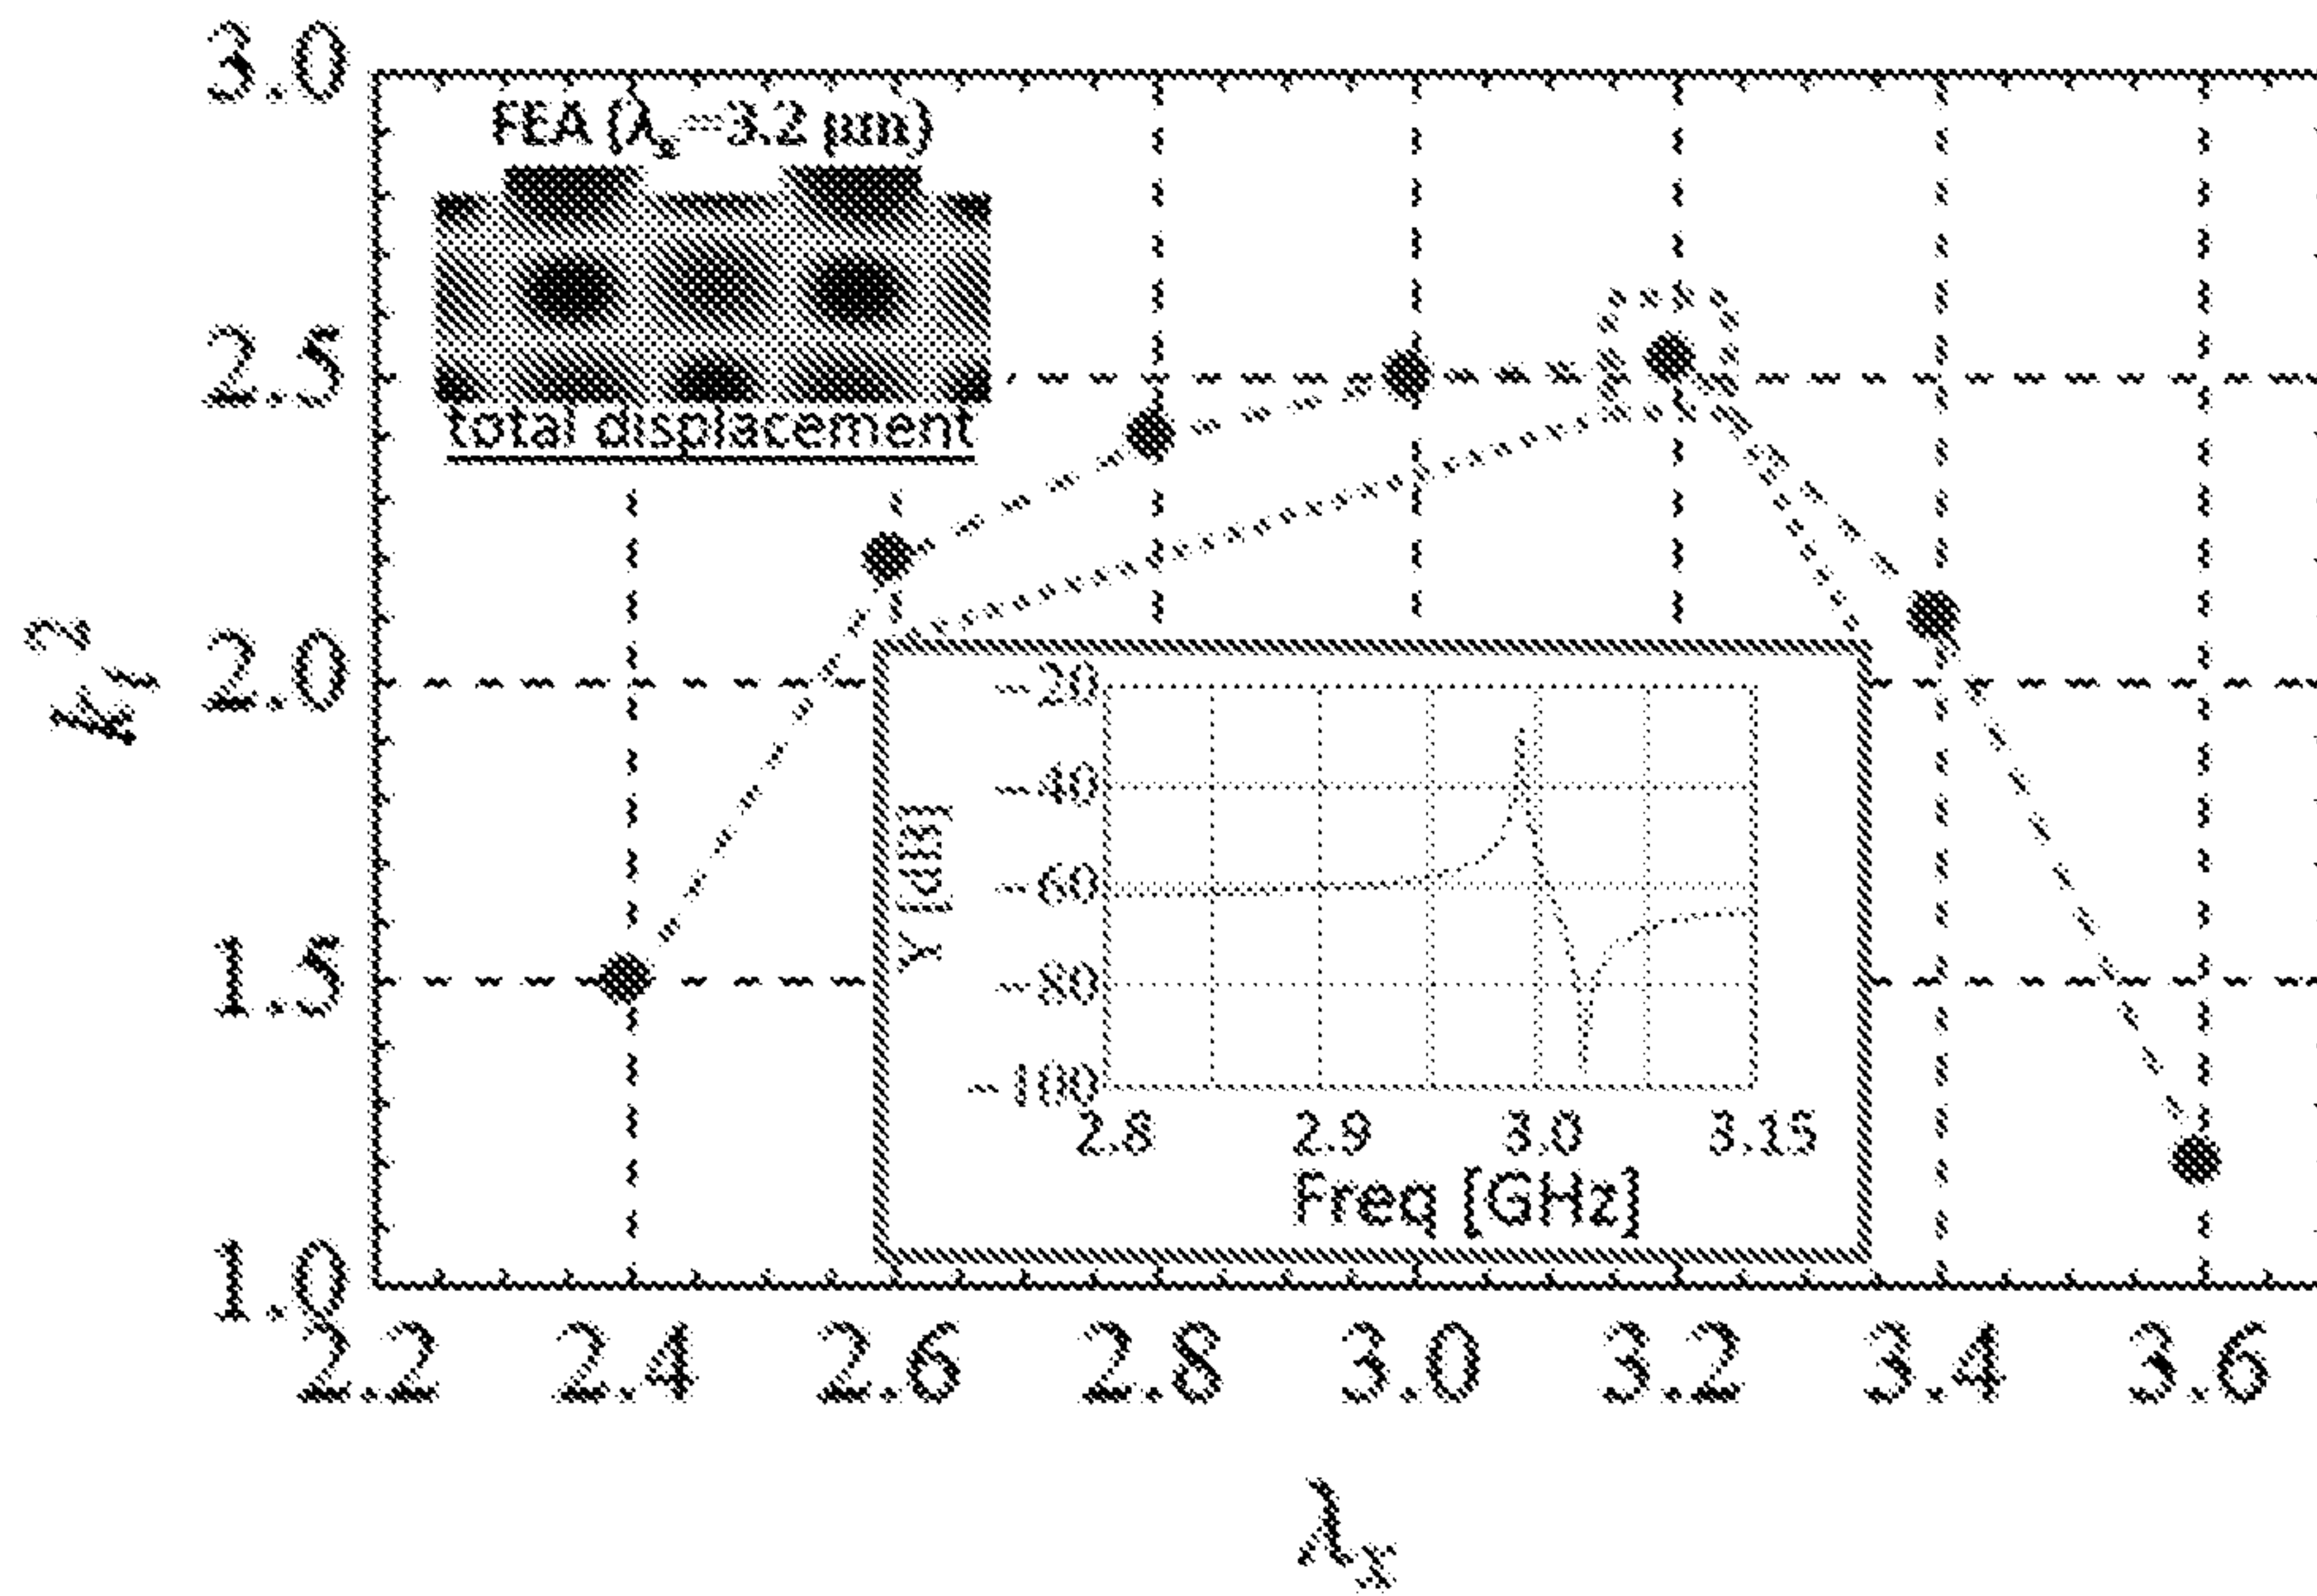 3.0
FEA (λx=3.2 μm)
2.5
total displacement
kt2
2.0
-20
-40
Y [dB]
-60
1.5
-80
-100
2.8 2.9 3.0 3.15
Freq [GHz]
1.0
2.2 2.4 2.6 2.8 3.0 3.2 3.4 3.6
λx